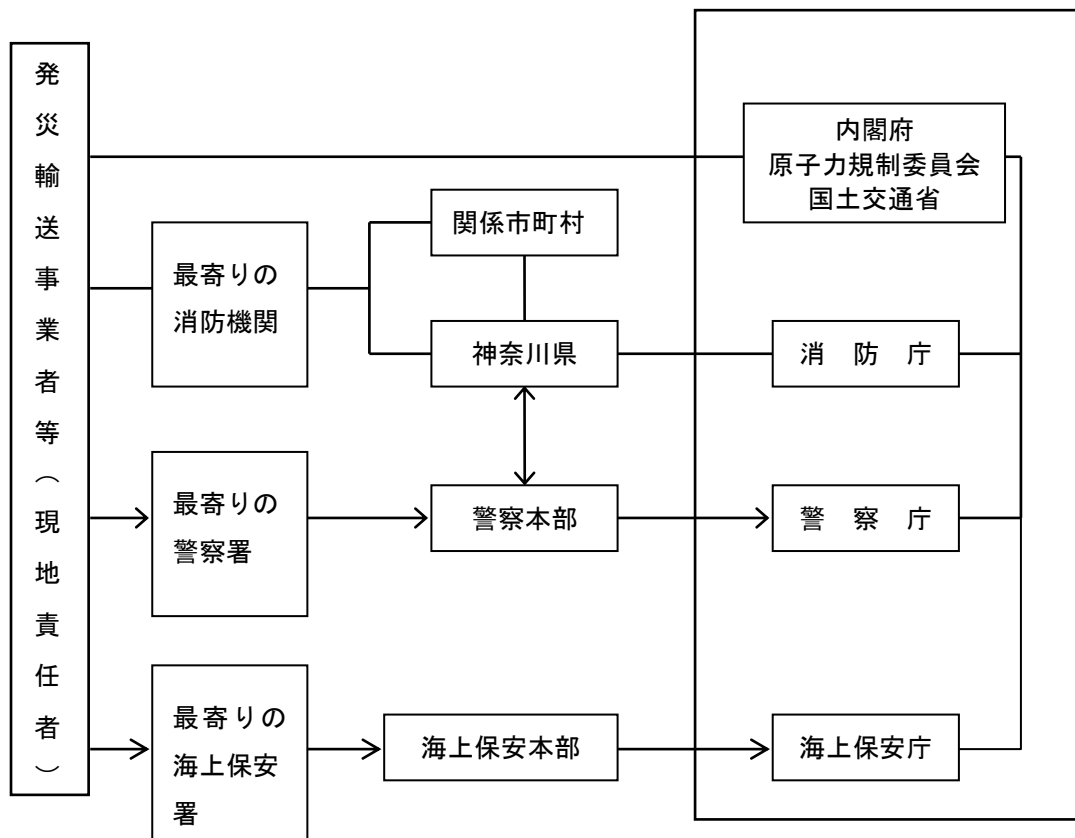 発災輸送事業者等（現地責任者）
内閣府
原子力規制委員会
国土交通省
関係市町村
最寄りの
消防機関
神奈川県
消　防　庁
最寄りの
警察署
警察本部
警　察　庁
最寄りの
海上保安
署
海上保安本部
海上保安庁